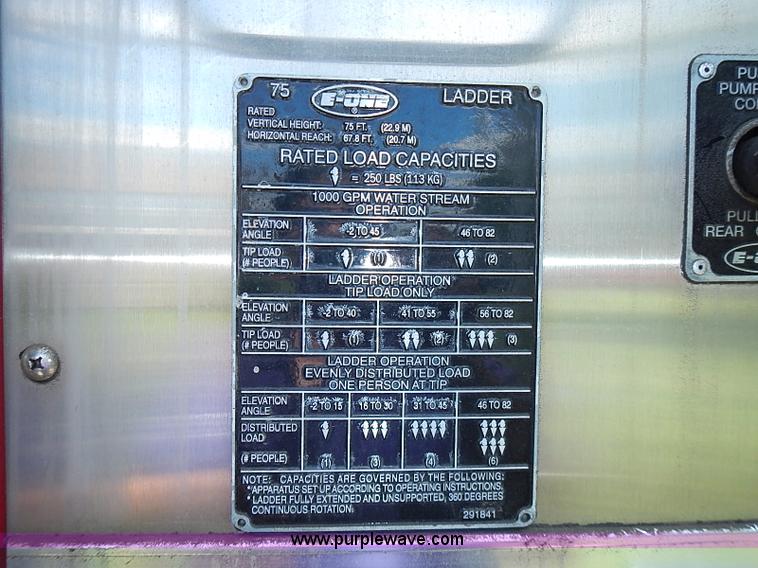 75 E-ONE ® LADDER
RATED
VERTICAL HEIGHT: 75 FT. (22.9 M)
HORIZONTAL REACH: 67.8 FT. (20.7 M)
RATED LOAD CAPACITIES
= 250 LBS (113 KG)
1000 GPM WATER STREAM
OPERATION
ELEVATION ANGLE -2 TO 45 46 TO 82
TIP LOAD (# PEOPLE) (1) (2)
LADDER OPERATION
TIP LOAD ONLY
ELEVATION ANGLE -2 TO 40 41 TO 55 56 TO 82
TIP LOAD (# PEOPLE) (1) (2) (3)
LADDER OPERATION
EVENLY DISTRIBUTED LOAD
ONE PERSON AT TIP
ELEVATION ANGLE -2 TO 15 16 TO 30 31 TO 45 46 TO 82
DISTRIBUTED LOAD
(# PEOPLE) (1) (3) (4) (6)
NOTE: CAPACITIES ARE GOVERNED BY THE FOLLOWING:
*APPARATUS SET UP ACCORDING TO OPERATING INSTRUCTIONS.
* LADDER FULLY EXTENDED AND UNSUPPORTED, 360 DEGREES
CONTINUOUS ROTATION.
291841
PUMP
CO
PULL
REAR
www.purplewave.com